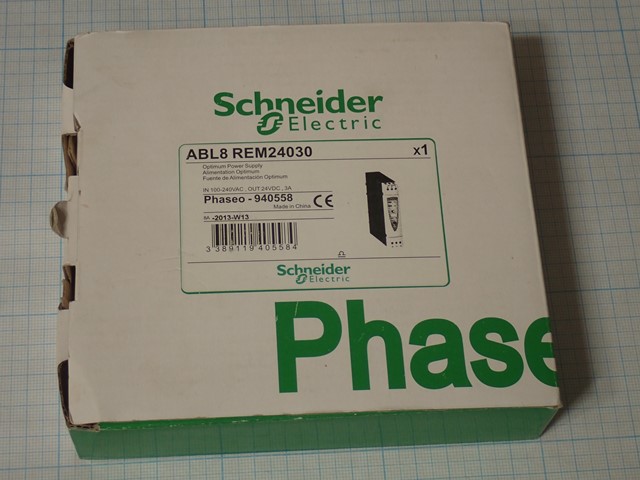 Schneider
Electric
ABL8 REM24030 x1
Optimum Power Supply
Alimentation Optimum
Fuente de Alimentación Optimum
IN 100-240VAC , OUT 24VDC , 3A
Phaseo - 940558 CE
Made in China
8A -2013-W13
3 389119 405584
Schneider
Electric
Phase